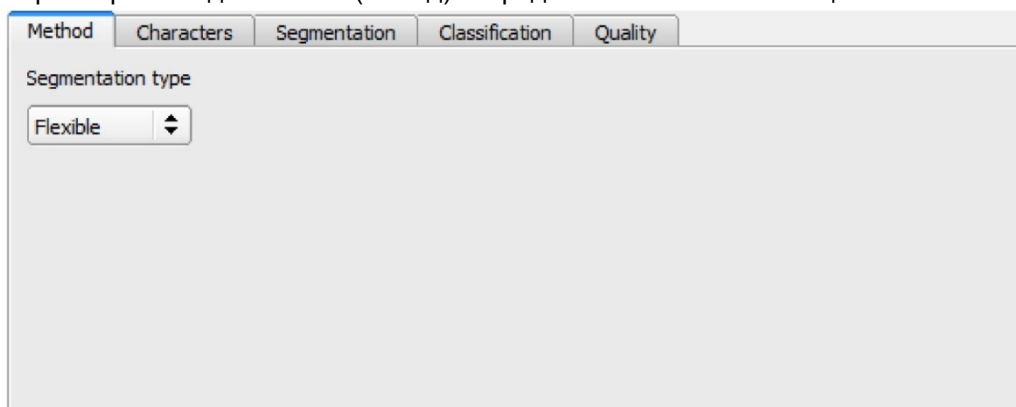 Method Characters Segmentation Classification Quality
Segmentation type
Flexible